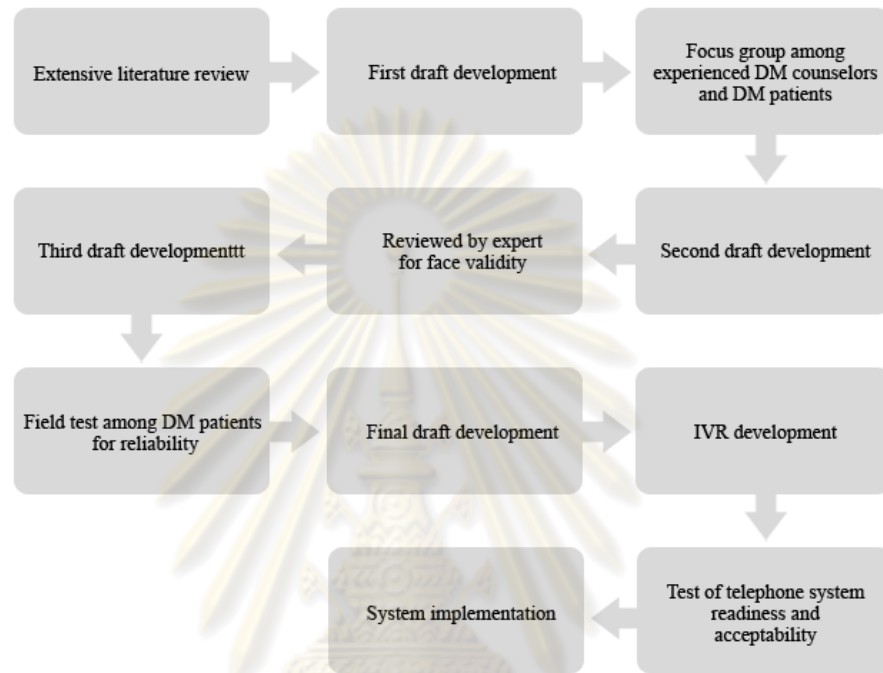 Extensive literature review
First draft development
Focus group among
experienced DM counselors
and DM patients
Second draft development
Reviewed by expert
for face validity
Third draft developmenttt
Field test among DM patients
for reliability
Final draft development
IVR development
Test of telephone system
readiness and
acceptability
System implementation